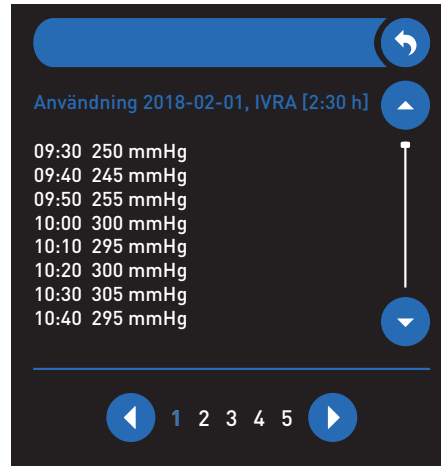 Användning 2018-02-01, IVRA [2:30 h]
09:30 250 mmHg
09:40 245 mmHg
09:50 255 mmHg
10:00 300 mmHg
10:10 295 mmHg
10:20 300 mmHg
10:30 305 mmHg
10:40 295 mmHg
1 2 3 4 5